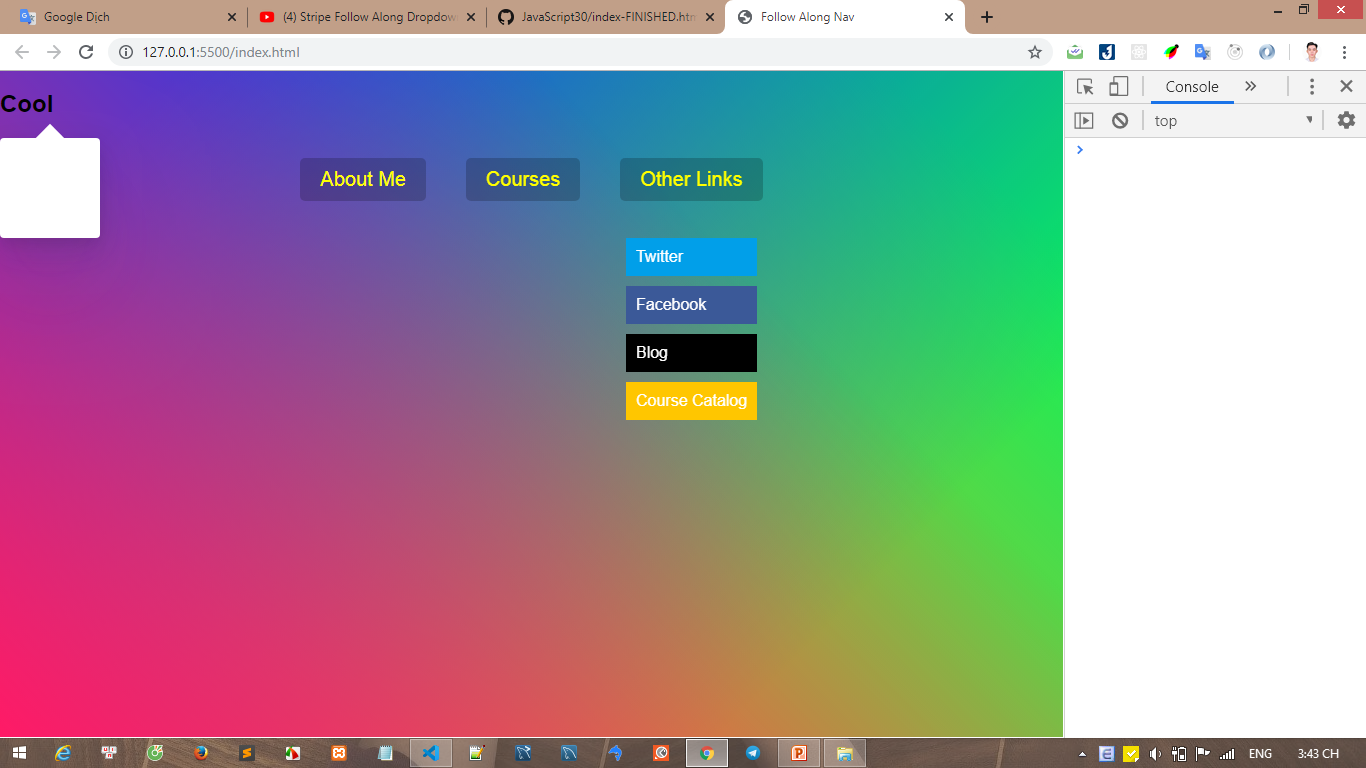 Google Dịch
(4) Stripe Follow Along Dropdow
JavaScript30/index-FINISHED.htm
Follow Along Nav
127.0.0.1:5500/index.html
Cool
About Me
Courses
Other Links
Twitter
Facebook
Blog
Course Catalog
Console
top
ENG
3:43 CH